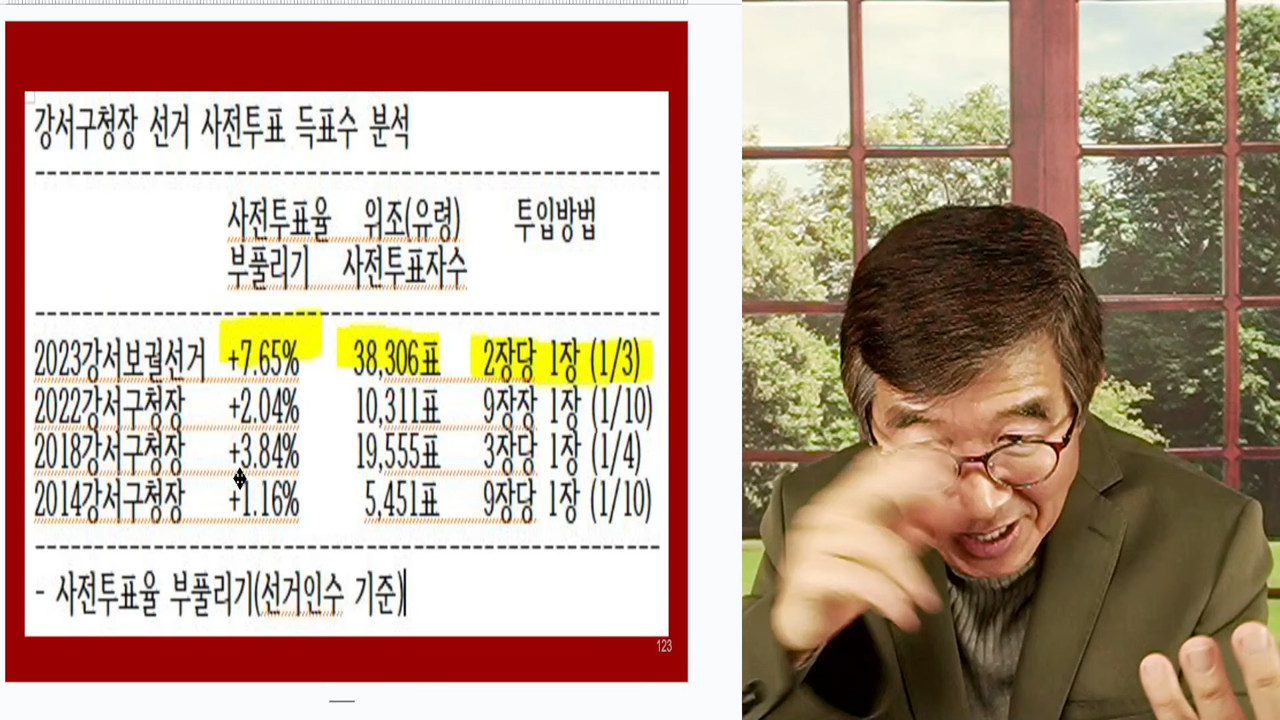 강서구청장 선거 사전투표 득표수 분석
사전투표율 위조(유령) 투입방법
부풀리기 사전투표자수
2023강서보궐선거 +7.65% 38,306표 2장당 1장 (1/3)
2022강서구청장 +2.04% 10,311표 9장장 1장 (1/10)
2018강서구청장 +3.84% 19,555표 3장당 1장 (1/4)
2014강서구청장 +1.16% 5,451표 9장당 1장 (1/10)
- 사전투표율 부풀리기(선거인수 기준)
123